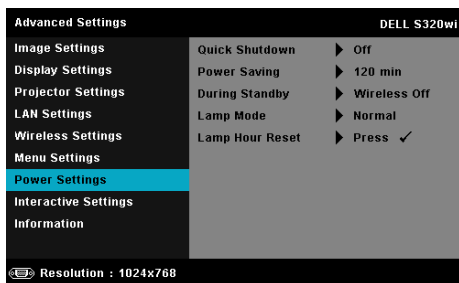 Advanced Settings DELL S320wi
Image Settings
Display Settings
Projector Settings
LAN Settings
Wireless Settings
Menu Settings
Power Settings
Interactive Settings
Information
Quick Shutdown Off
Power Saving 120 min
During Standby Wireless Off
Lamp Mode Normal
Lamp Hour Reset Press ✓
Resolution : 1024x768